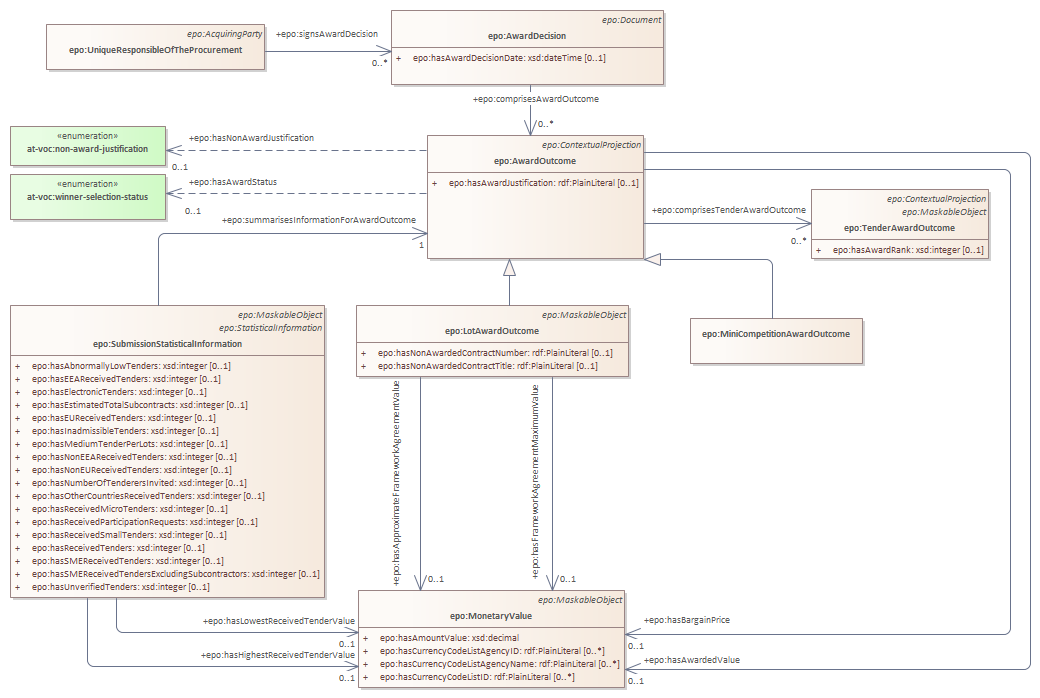 epo:AcquiringParty
epo:UniqueResponsibleOfTheProcurement
+epo:signsAwardDecision
0..*
epo:Document
epo:AwardDecision
+ epo:hasAwardDecisionDate: xsd:dateTime [0..1]
+epo:comprisesAwardOutcome
0..*
«enumeration»
at-voc:non-award-justification
+epo:hasNonAwardJustification
0..1
«enumeration»
at-voc:winner-selection-status
+epo:hasAwardStatus
0..1
epo:ContextualProjection
epo:AwardOutcome
+ epo:hasAwardJustification: rdf:PlainLiteral [0..1]
+epo:summarisesInformationForAwardOutcome
1
+epo:comprisesTenderAwardOutcome
0..*
epo:ContextualProjection
epo:MaskableObject
epo:TenderAwardOutcome
+ epo:hasAwardRank: xsd:integer [0..1]
epo:MaskableObject
epo:StatisticalInformation
epo:SubmissionStatisticalInformation
+ epo:hasAbnormallyLowTenders: xsd:integer [0..1]
+ epo:hasEEAReceivedTenders: xsd:integer [0..1]
+ epo:hasElectronicTenders: xsd:integer [0..1]
+ epo:hasEstimatedTotalSubcontracts: xsd:integer [0..1]
+ epo:hasEUReceivedTenders: xsd:integer [0..1]
+ epo:hasInadmissibleTenders: xsd:integer [0..1]
+ epo:hasMediumTenderPerLots: xsd:integer [0..1]
+ epo:hasNonEEAReceivedTenders: xsd:integer [0..1]
+ epo:hasNonEUReceivedTenders: xsd:integer [0..1]
+ epo:hasNumberOfTenderersInvited: xsd:integer [0..1]
+ epo:hasOtherCountriesReceivedTenders: xsd:integer [0..1]
+ epo:hasReceivedMicroTenders: xsd:integer [0..1]
+ epo:hasReceivedParticipationRequests: xsd:integer [0..1]
+ epo:hasReceivedSmallTenders: xsd:integer [0..1]
+ epo:hasReceivedTenders: xsd:integer [0..1]
+ epo:hasSMEReceivedTenders: xsd:integer [0..1]
+ epo:hasSMEReceivedTendersExcludingSubcontractors: xsd:integer [0..1]
+ epo:hasUnverifiedTenders: xsd:integer [0..1]
epo:MaskableObject
epo:LotAwardOutcome
+ epo:hasNonAwardedContractNumber: rdf:PlainLiteral [0..1]
+ epo:hasNonAwardedContractTitle: rdf:PlainLiteral [0..1]
epo:MiniCompetitionAwardOutcome
+epo:hasApproximateFrameworkAgreementValue
0..1
+epo:hasFrameworkAgreementMaximumValue
0..1
epo:MaskableObject
epo:MonetaryValue
+ epo:hasAmountValue: xsd:decimal
+ epo:hasCurrencyCodeListAgencyID: rdf:PlainLiteral [0..*]
+ epo:hasCurrencyCodeListAgencyName: rdf:PlainLiteral [0..*]
+ epo:hasCurrencyCodeListID: rdf:PlainLiteral [0..*]
+epo:hasLowestReceivedTenderValue
0..1
+epo:hasHighestReceivedTenderValue
0..1
+epo:hasBargainPrice
0..1
+epo:hasAwardedValue
0..1